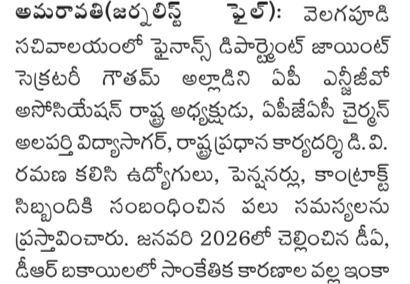 అమరావతి(జర్నలిస్ట్ ఫైల్): వెలగపూడి
సచివాలయంలో ఫైనాన్స్ డిపార్ట్మెంట్ జాయింట్
సెక్రటరీ గౌతమ్ అల్లాడిని ఏపీ ఎన్జీజీవో
అసోసియేషన్ రాష్ట్ర అధ్యక్షుడు, ఏపీజేఏసీ చైర్మన్
అలపర్తి విద్యాసాగర్, రాష్ట్ర ప్రధాన కార్యదర్శి డి.వి.
రమణ కలిసి ఉద్యోగులు, పెన్షనర్లు, కాంట్రాక్ట్
సిబ్బందికి సంబంధించిన పలు సమస్యలను
ప్రస్తావించారు. జనవరి 2026లో చెల్లించిన డీఏ,
డీఆర్ బకాయిలలో సాంకేతిక కారణాల వల్ల ఇంకా